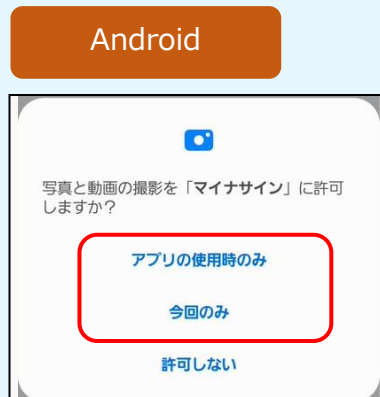 Android
写真と動画の撮影を「マイナサイン」に許可
しますか？
アプリの使用時のみ
今回のみ
許可しない